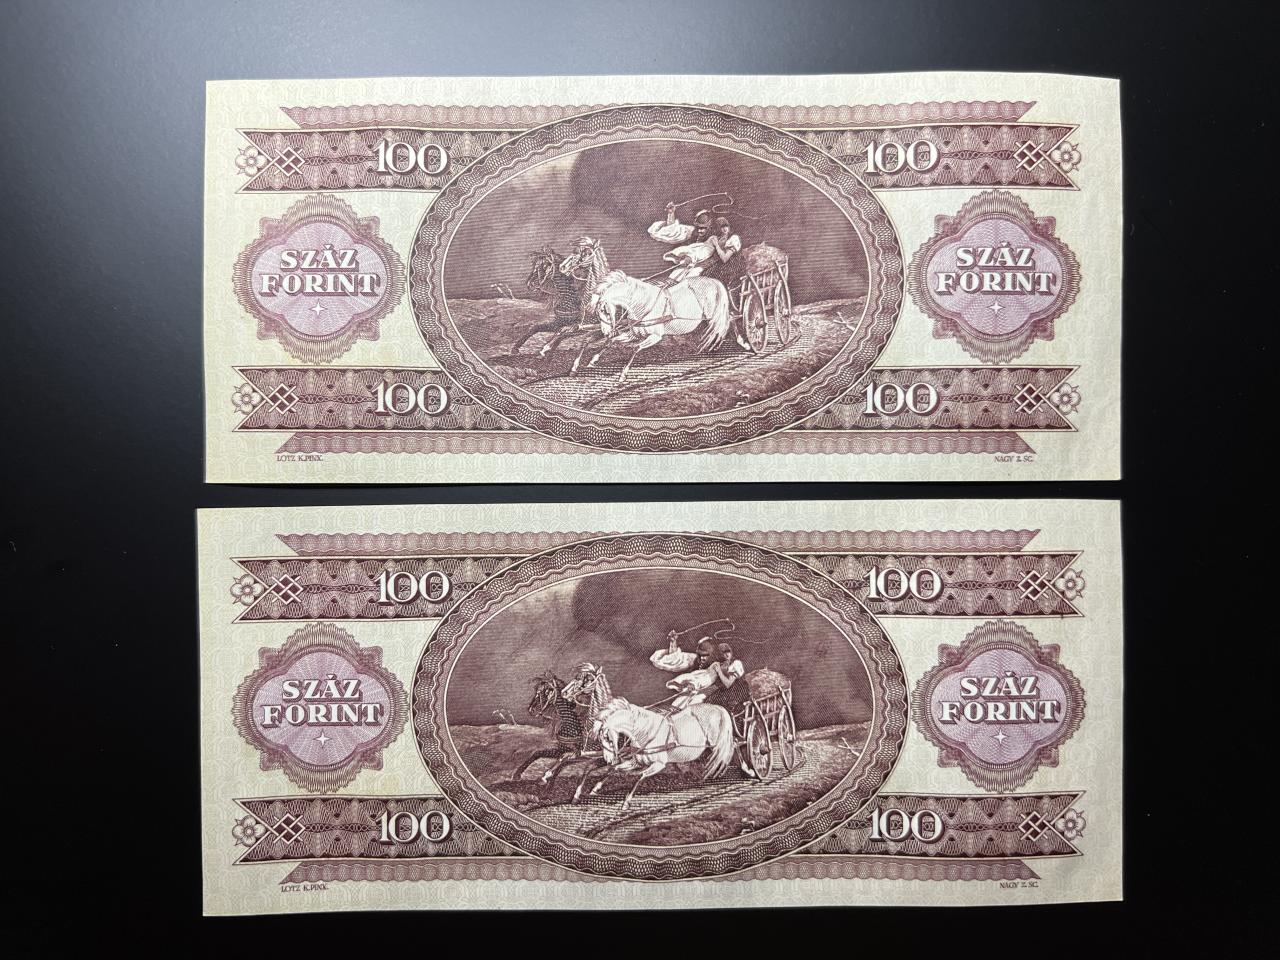 100 100
SZÁZ
FORINT
SZÁZ
FORINT
100 100
LOTZ K.PINX. NAGY Z. SC.
100 100
SZÁZ
FORINT
SZÁZ
FORINT
100 100
LOTZ K.PINX. NAGY Z. SC.